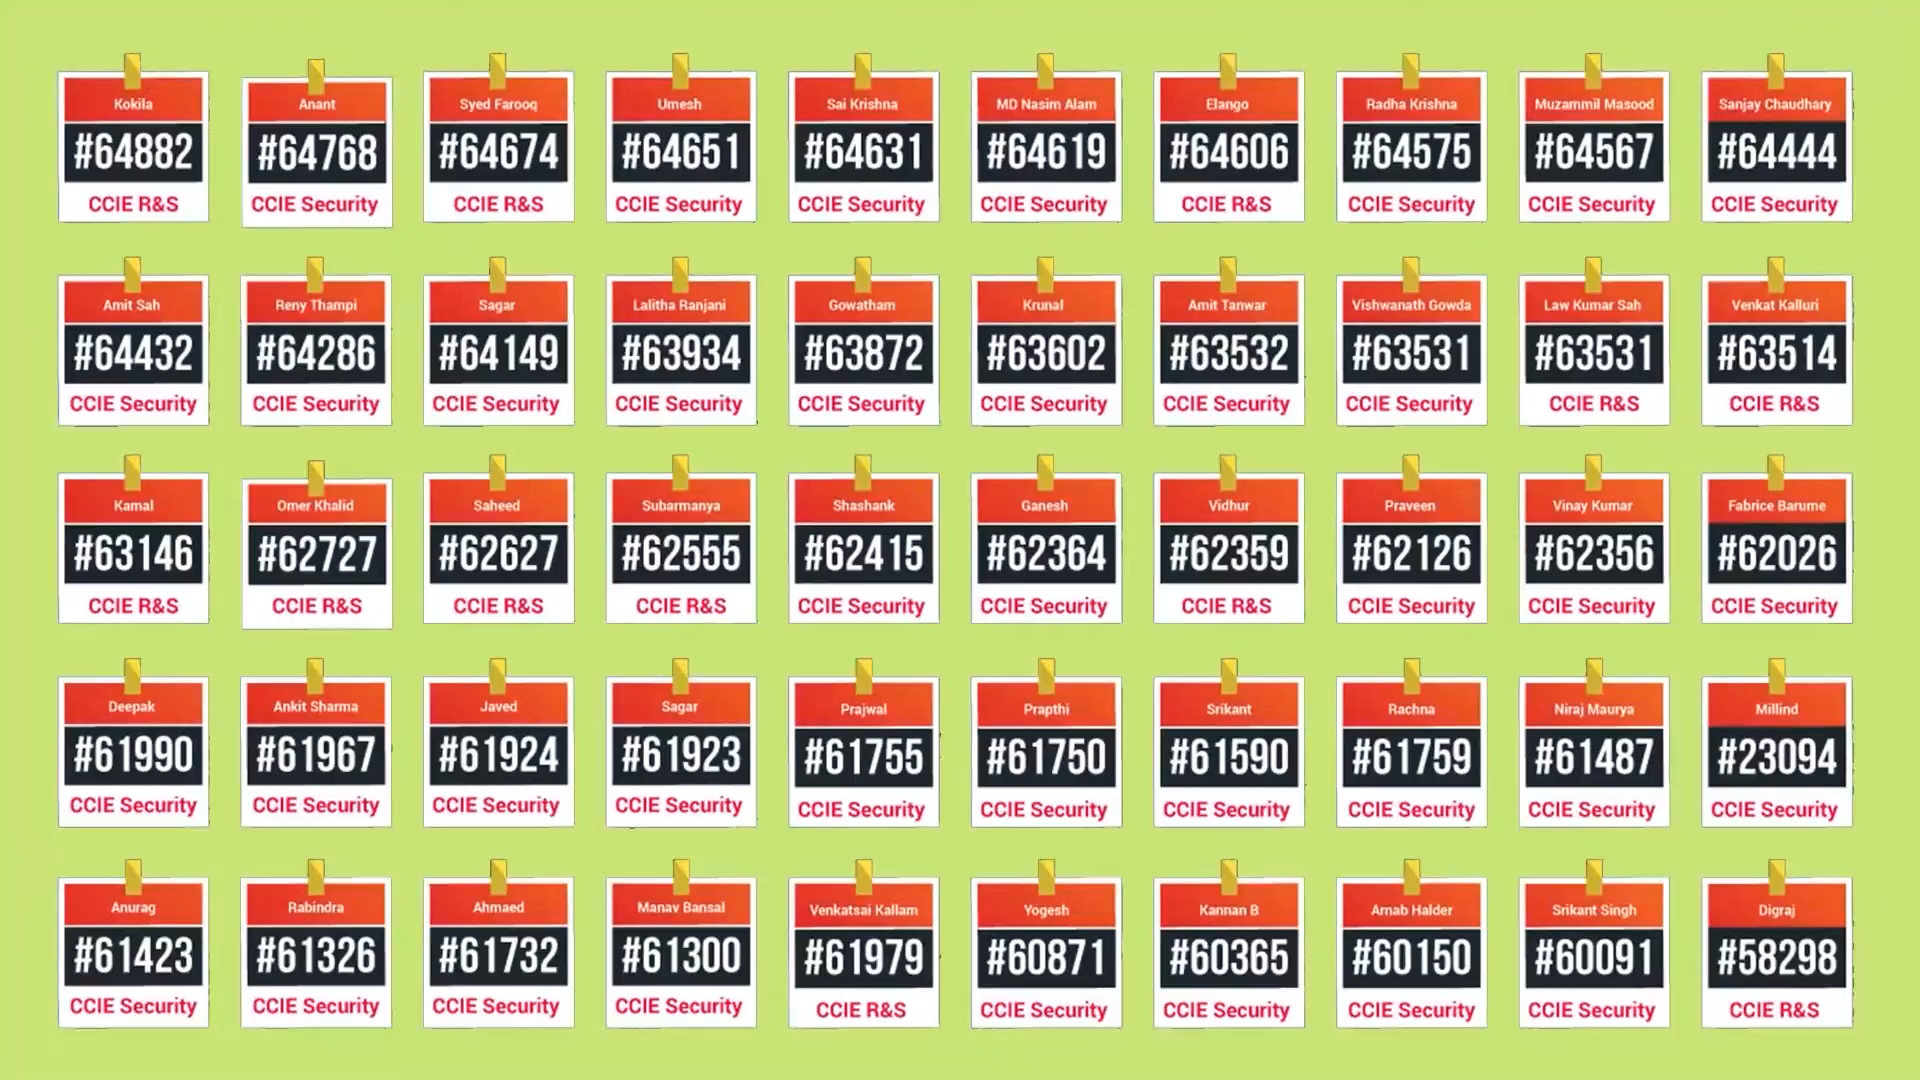 Kokila
#64882
CCIE R&S
Anant
#64768
CCIE Security
Syed Farooq
#64674
CCIE R&S
Umesh
#64651
CCIE Security
Sai Krishna
#64631
CCIE Security
MD Nasim Alam
#64619
CCIE Security
Elango
#64606
CCIE R&S
Radha Krishna
#64575
CCIE Security
Muzammil Masood
#64567
CCIE Security
Sanjay Chaudhary
#64444
CCIE Security
Amit Sah
#64432
CCIE Security
Reny Thampi
#64286
CCIE Security
Sagar
#64149
CCIE Security
Lalitha Ranjani
#63934
CCIE Security
Gowatham
#63872
CCIE Security
Krunal
#63602
CCIE Security
Amit Tanwar
#63532
CCIE Security
Vishwanath Gowda
#63531
CCIE Security
Law Kumar Sah
#63531
CCIE R&S
Venkat Kalluri
#63514
CCIE R&S
Kamal
#63146
CCIE R&S
Omer Khalid
#62727
CCIE R&S
Saheed
#62627
CCIE R&S
Subarmanya
#62555
CCIE R&S
Shashank
#62415
CCIE Security
Ganesh
#62364
CCIE Security
Vidhur
#62359
CCIE R&S
Praveen
#62126
CCIE Security
Vinay Kumar
#62356
CCIE Security
Fabrice Barume
#62026
CCIE Security
Deepak
#61990
CCIE Security
Ankit Sharma
#61967
CCIE Security
Javed
#61924
CCIE Security
Sagar
#61923
CCIE Security
Prajwal
#61755
CCIE Security
Prapthi
#61750
CCIE Security
Srikant
#61590
CCIE Security
Rachna
#61759
CCIE Security
Niraj Maurya
#61487
CCIE Security
Millind
#23094
CCIE Security
Anurag
#61423
CCIE Security
Rabindra
#61326
CCIE Security
Ahmaed
#61732
CCIE Security
Manav Bansal
#61300
CCIE Security
Venkatsai Kallam
#61979
CCIE R&S
Yogesh
#60871
CCIE Security
Kannan B
#60365
CCIE Security
Arnab Halder
#60150
CCIE Security
Srikant Singh
#60091
CCIE Security
Digraj
#58298
CCIE R&S